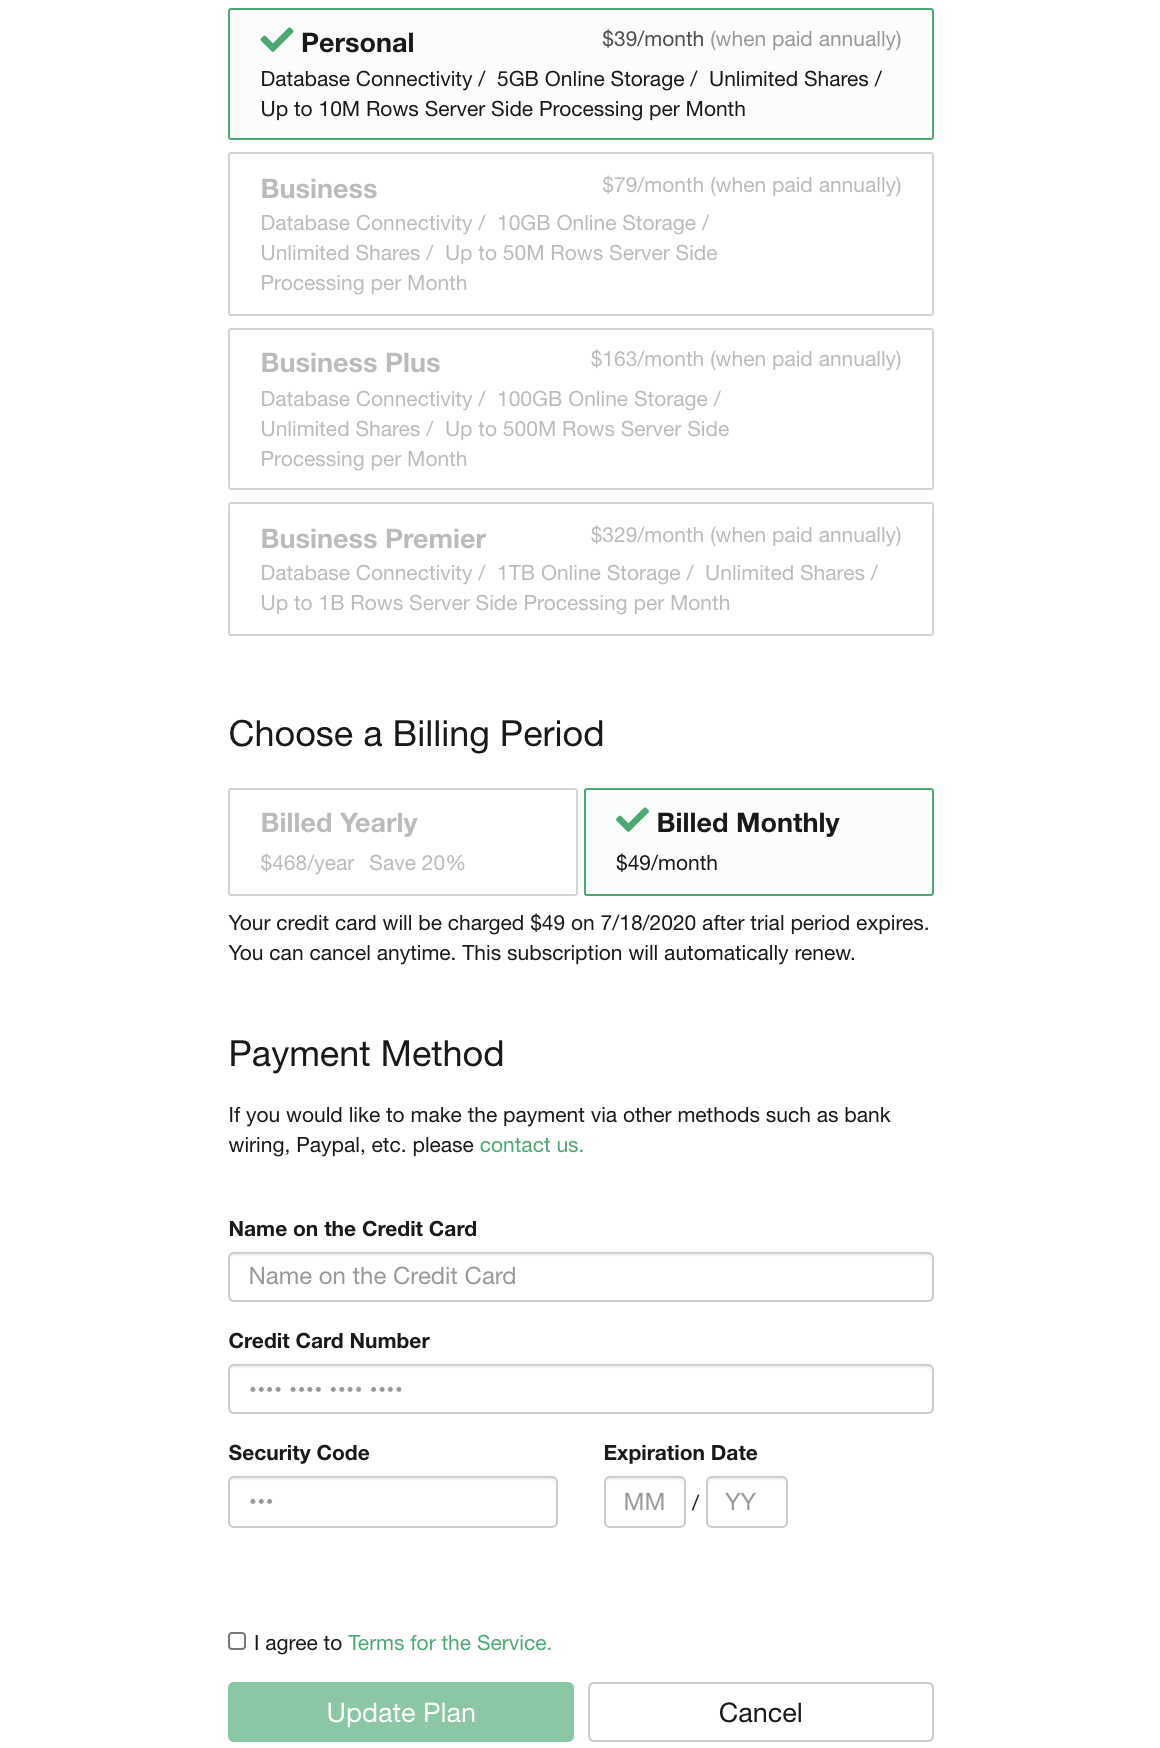 Personal $39/month (when paid annually)
Database Connectivity / 5GB Online Storage / Unlimited Shares /
Up to 10M Rows Server Side Processing per Month
Business $79/month (when paid annually)
Database Connectivity / 10GB Online Storage /
Unlimited Shares / Up to 50M Rows Server Side
Processing per Month
Business Plus $163/month (when paid annually)
Database Connectivity / 100GB Online Storage /
Unlimited Shares / Up to 500M Rows Server Side
Processing per Month
Business Premier $329/month (when paid annually)
Database Connectivity / 1TB Online Storage / Unlimited Shares /
Up to 1B Rows Server Side Processing per Month
Choose a Billing Period
Billed Yearly
$468/year Save 20%
Billed Monthly
$49/month
Your credit card will be charged $49 on 7/18/2020 after trial period expires.
You can cancel anytime. This subscription will automatically renew.
Payment Method
If you would like to make the payment via other methods such as bank
wiring, Paypal, etc. please contact us.
Name on the Credit Card
Name on the Credit Card
Credit Card Number
•••• •••• •••• ••••
Security Code
•••
Expiration Date
MM / YY
I agree to Terms for the Service.
Update Plan
Cancel